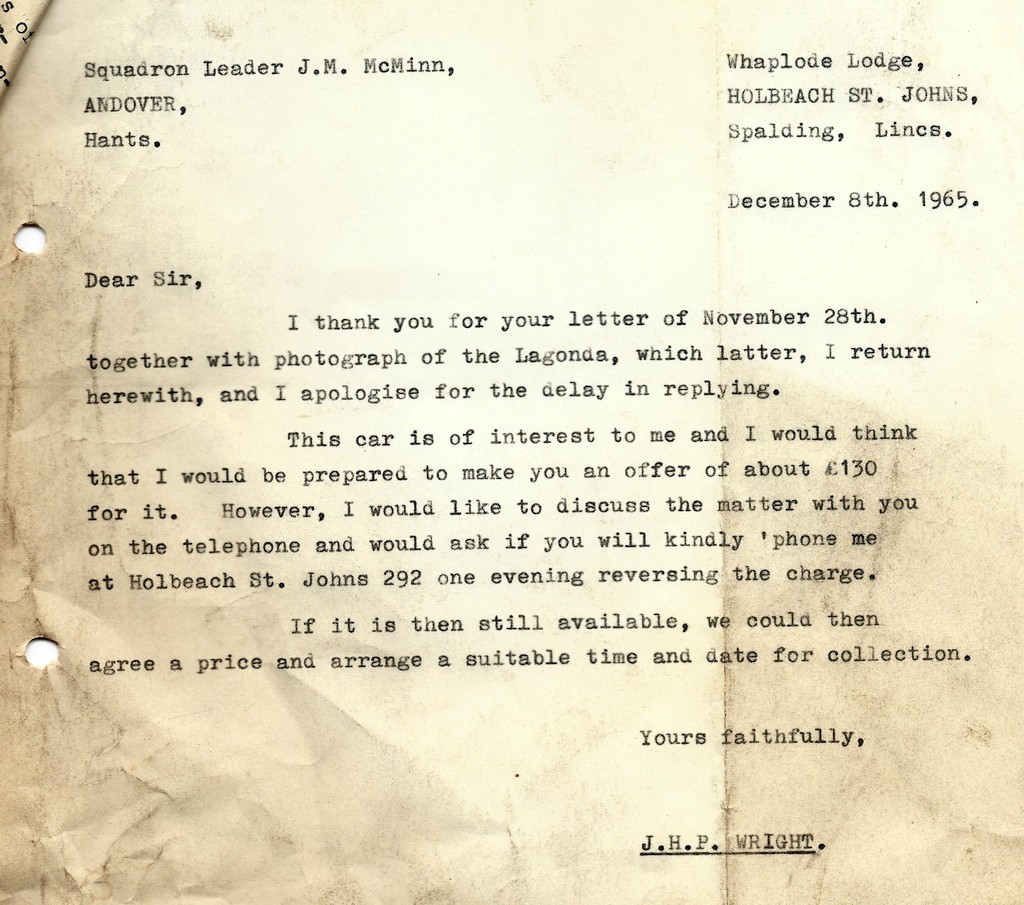 Squadron Leader J.M. McMinn,
ANDOVER,
Hants.
Whaplode Lodge,
HOLBEACH ST. JOHNS,
Spalding, Lincs.
December 8th. 1965.
Dear Sir,
I thank you for your letter of November 28th.
together with photograph of the Lagonda, which latter, I return
herewith, and I apologise for the delay in replying.
This car is of interest to me and I would think
that I would be prepared to make you an offer of about £130
for it. However, I would like to discuss the matter with you
on the telephone and would ask if you will kindly 'phone me
at Holbeach St. Johns 292 one evening reversing the charge.
If it is then still available, we could then
agree a price and arrange a suitable time and date for collection.
Yours faithfully,
J.H.P. WRIGHT.